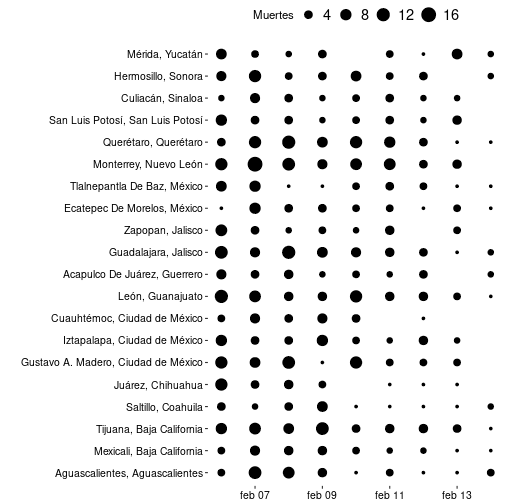 Muertes 4 8 12 16
Mérida, Yucatán
Hermosillo, Sonora
Culiacán, Sinaloa
San Luis Potosí, San Luis Potosí
Querétaro, Querétaro
Monterrey, Nuevo León
Tlalnepantla De Baz, México
Ecatepec De Morelos, México
Zapopan, Jalisco
Guadalajara, Jalisco
Acapulco De Juárez, Guerrero
León, Guanajuato
Cuauhtémoc, Ciudad de México
Iztapalapa, Ciudad de México
Gustavo A. Madero, Ciudad de México
Juárez, Chihuahua
Saltillo, Coahuila
Tijuana, Baja California
Mexicali, Baja California
Aguascalientes, Aguascalientes
feb 07 feb 09 feb 11 feb 13